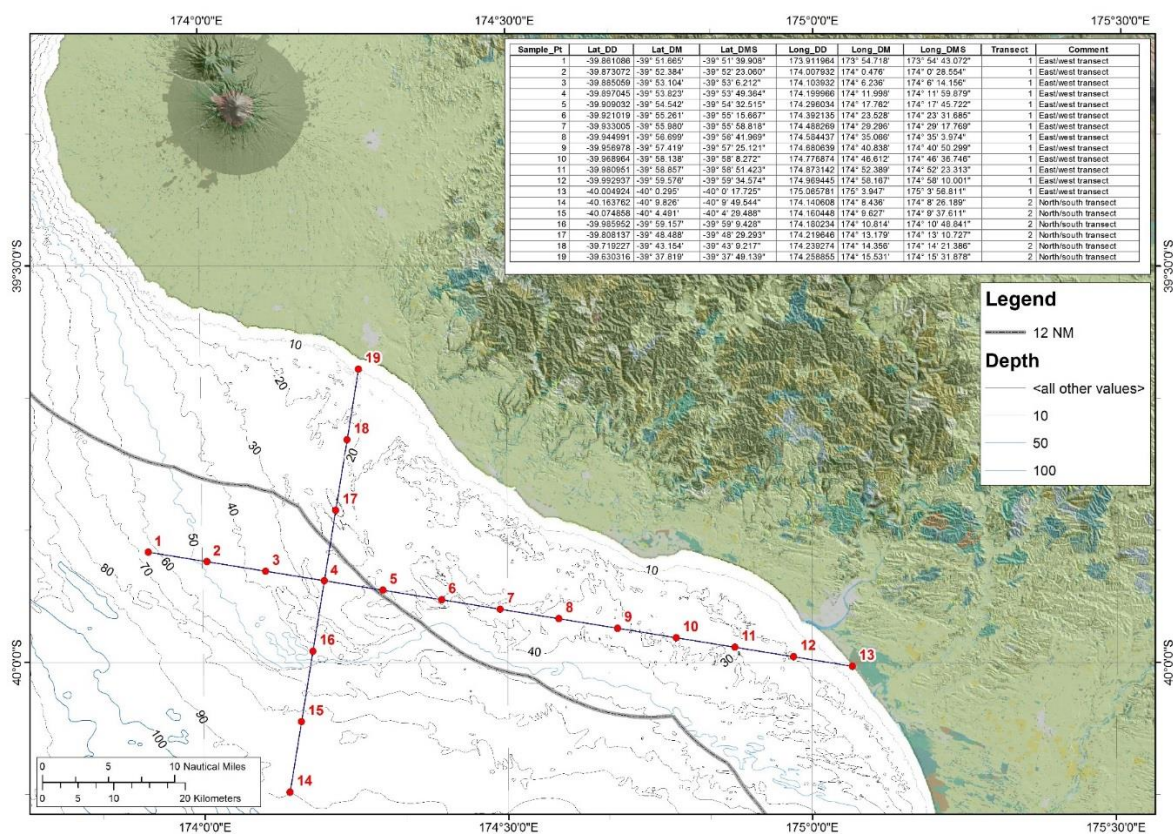 174°0'0"E 174°30'0"E 175°0'0"E 175°30'0"E
Sample_Pt Lat_DD Lat_DM Lat_DMS Long_DD Long_DM Long_DMS Transect Comment
1 -39.861086 -39° 51.665' -39° 51' 39.908" 173.911964 173° 54.718' 173° 54' 43.072" 1 East/west transect
2 -39.873072 -39° 52.384' -39° 52' 23.060" 174.007932 174° 0.476' 174° 0' 28.554" 1 East/west transect
3 -39.885059 -39° 53.104' -39° 53' 6.212" 174.103932 174° 6.236' 174° 6' 14.156" 1 East/west transect
4 -39.897045 -39° 53.823' -39° 53' 49.364" 174.199966 174° 11.998' 174° 11' 59.879" 1 East/west transect
5 -39.909032 -39° 54.542' -39° 54' 32.515" 174.296034 174° 17.762' 174° 17' 45.722" 1 East/west transect
6 -39.921019 -39° 55.261' -39° 55' 15.667" 174.392135 174° 23.528' 174° 23' 31.685" 1 East/west transect
7 -39.933005 -39° 55.980' -39° 55' 58.818" 174.488269 174° 29.296' 174° 29' 17.769" 1 East/west transect
8 -39.944991 -39° 56.699' -39° 56' 41.969" 174.584437 174° 35.066' 174° 35' 3.974" 1 East/west transect
9 -39.956978 -39° 57.419' -39° 57' 25.121" 174.680639 174° 40.838' 174° 40' 50.299" 1 East/west transect
10 -39.968964 -39° 58.138' -39° 58' 8.272" 174.776874 174° 46.612' 174° 46' 36.746" 1 East/west transect
11 -39.980951 -39° 58.857' -39° 58' 51.423" 174.873142 174° 52.389' 174° 52' 23.313" 1 East/west transect
12 -39.992937 -39° 59.576' -39° 59' 34.574" 174.969445 174° 58.167' 174° 58' 10.001" 1 East/west transect
13 -40.004924 -40° 0.295' -40° 0' 17.725" 175.065781 175° 3.947' 175° 3' 56.811" 1 East/west transect
14 -40.163762 -40° 9.826' -40° 9' 49.544" 174.140608 174° 8.436' 174° 8' 26.189" 2 North/south transect
15 -40.074858 -40° 4.491' -40° 4' 29.488" 174.160448 174° 9.627' 174° 9' 37.611" 2 North/south transect
16 -39.985952 -39° 59.157' -39° 59' 9.428" 174.180234 174° 10.814' 174° 10' 48.841" 2 North/south transect
17 -39.808137 -39° 48.488' -39° 48' 29.293" 174.219646 174° 13.179' 174° 13' 10.727" 2 North/south transect
18 -39.719227 -39° 43.154' -39° 43' 9.217" 174.239274 174° 14.356' 174° 14' 21.386" 2 North/south transect
19 -39.630316 -39° 37.819' -39° 37' 49.139" 174.258855 174° 15.531' 174° 15' 31.878" 2 North/south transect
39°30'0"S 39°30'0"S
Legend
12 NM
Depth
<all other values>
10
50
100
10
19
20
18
30
20
17
40
50
1
2
3
4
5
6
7
8
9
10
11
12
13
60
70
80
10
16
40
30
40°0'0"S 40°0'0"S
15
90
100
14
0 5 10 Nautical Miles
0 5 10 20 Kilometers
174°0'0"E 174°30'0"E 175°0'0"E 175°30'0"E